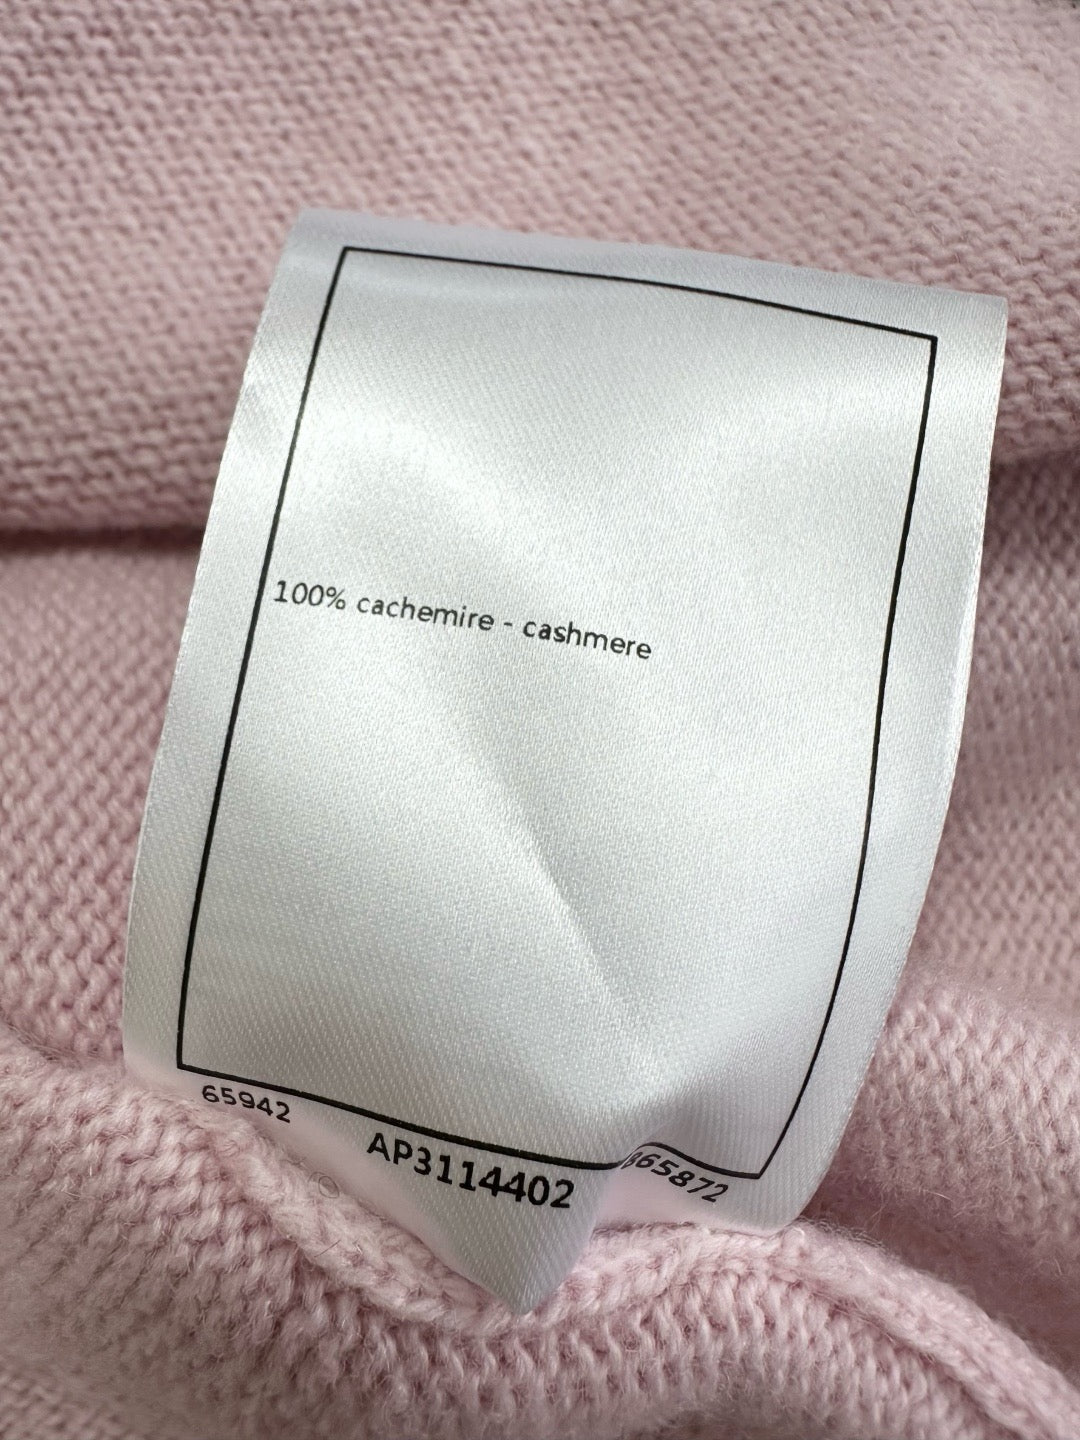 100% cachemire - cashmere
65942
AP3114402
865872